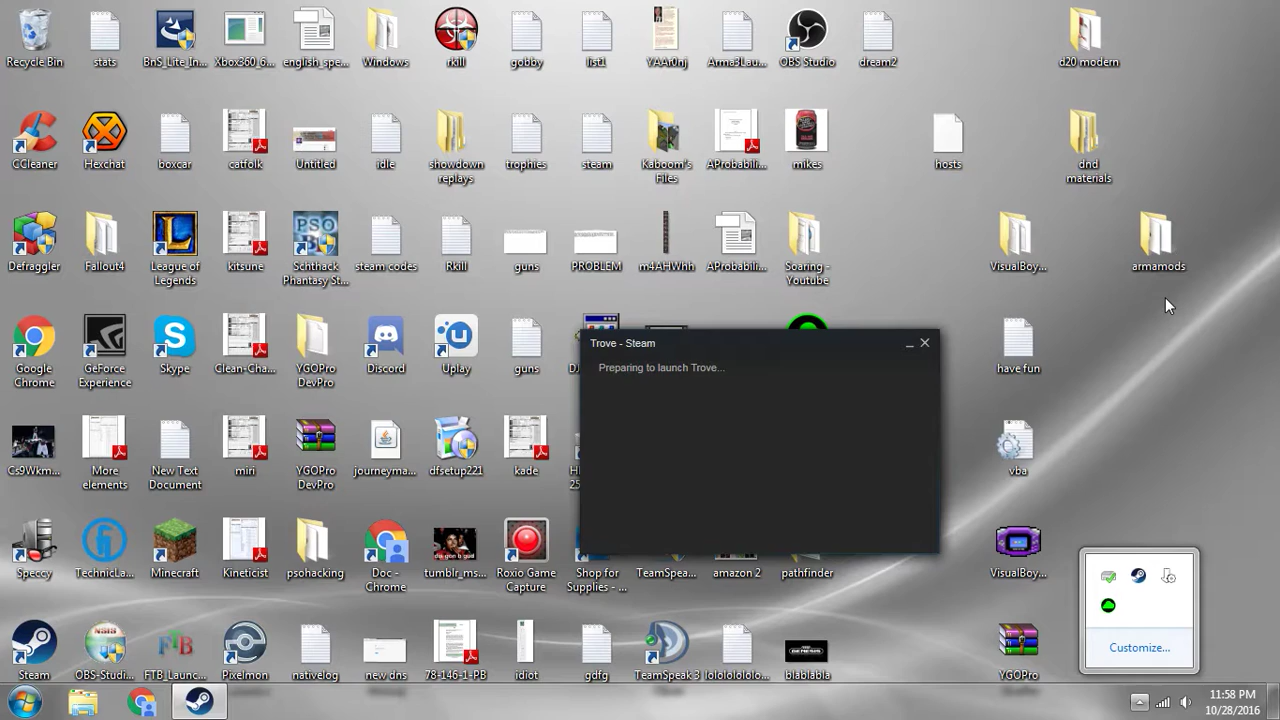 Recycle Bin
stats
BnS_Lite_In...
Xbox360_6...
english_spe...
Windows
rkill
gobby
list1
YAAr0nj
Arma3Lau...
OBS Studio
dream2
d20 modern
CCleaner
Hexchat
boxcar
catfolk
Untitled
idle
showdown
replays
trophies
steam
Kaboom's
Files
AProbabili...
mikes
hosts
dnd
materials
Defraggler
Fallout4
League of
Legends
kitsune
PSO
Schthack
Phantasy St...
steam codes
Rkill
guns
PROBLEM
m4AHWhh
AProbabili...
Soaring -
Youtube
VisualBoy...
armamods
Google
Chrome
GeForce
Experience
Skype
Clean-Cha...
YGOPro
DevPro
Discord
Uplay
guns
have fun
Trove - Steam
Preparing to launch Trove...
Cs9Wkm...
More
elements
New Text
Document
miri
YGOPro
DevPro
journeyma...
dfsetup221
kade
vba
Speccy
TechnicLa...
Minecraft
Kineticist
psohacking
Doc -
Chrome
tumblr_ms...
Roxio Game
Capture
Shop for
Supplies - ...
TeamSpea...
amazon 2
pathfinder
VisualBoy...
Customize...
Steam
OBS-Studi...
FTB_Launc...
Pixelmon
nativelog
new dns
78-146-1-PB
idiot
gdfg
TeamSpeak 3
lolololololo...
blablabla
YGOPro
11:58 PM
10/28/2016